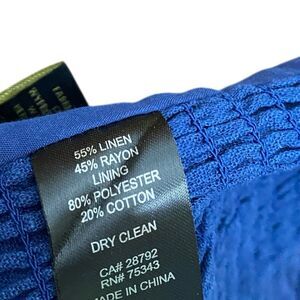 55% LINEN
45% RAYON
LINING
80% POLYESTER
20% COTTON
DRY CLEAN
CA# 28792
RN# 75343
MADE IN CHINA